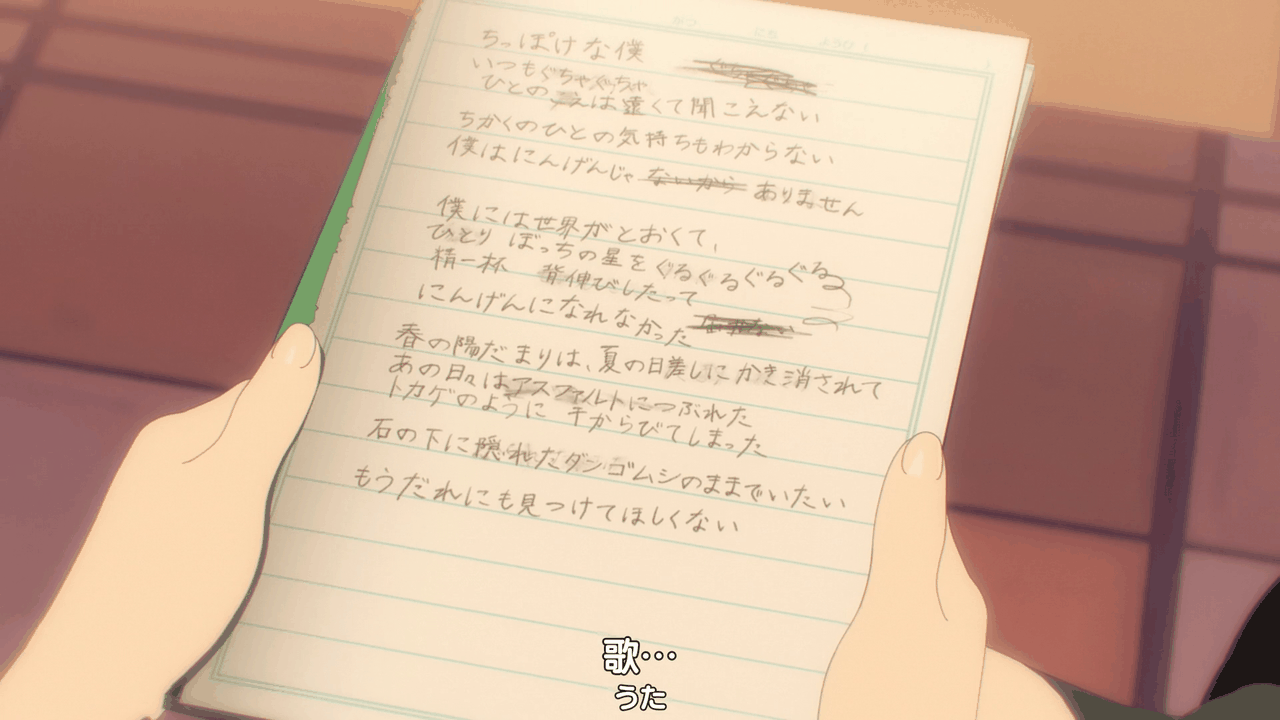 がつ にち ようび
ちっぽけな僕
いつもぐちゃぐちゃ
ひとの こえは遠くて聞こえない
ちかくのひとの気持ちもわからない
僕はにんげんじゃ ないから ありません
僕には世界がとおくて、
ひとりぼっちの星をぐるぐるぐるぐる
精一杯 背伸びしたって
にんげんになれなかった
春の陽だまりは、夏の日差しにかき消されて
あの日々はアスファルトにつぶれた
トカゲのように 干からびてしまった
石の下に隠れたダンゴムシのままでいたい
もうだれにも見つけてほしくない
歌…
うた